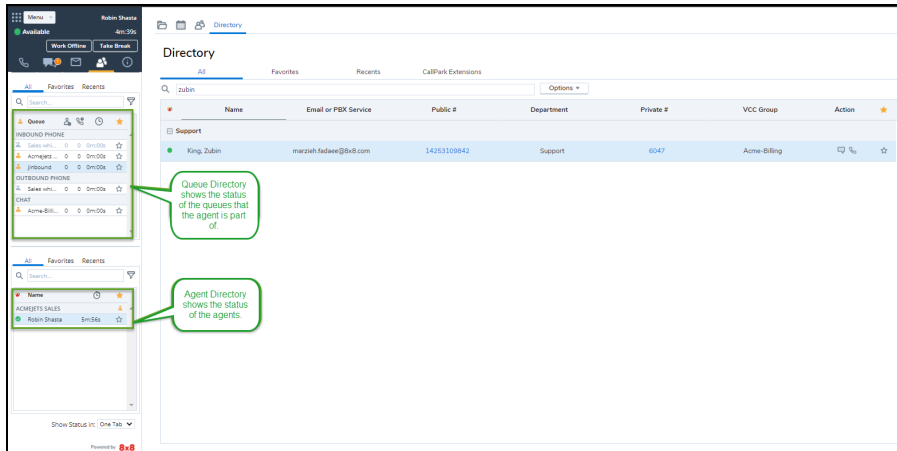 Menu
Robin Shasta
Available
4m:39s
Work Offline
Take Break
All Favorites Recents
Search...
Queue
INBOUND PHONE
Sales whi... 0 0 0m:00s
Acmejets ... 0 0 0m:00s
Jinbound 0 0 0m:00s
OUTBOUND PHONE
Sales whi... 0 0 0m:00s
CHAT
Acme-Billi... 0 0 0m:00s
All Favorites Recents
Search...
Name
ACMEJETS SALES
Robin Shasta 5m:56s
Show Status in: One Tab
Powered by 8x8
Directory
Directory
All Favorites Recents CallPark Extensions
zubin
Options
Name Email or PBX Service Public # Department Private # VCC Group Action
Support
King, Zubin marzieh.fadaee@8x8.com 14253109842 Support 6047 Acme-Billing
Queue Directory
shows the status
of the queues that
the agent is part
of.
Agent Directory
shows the status
of the agents.